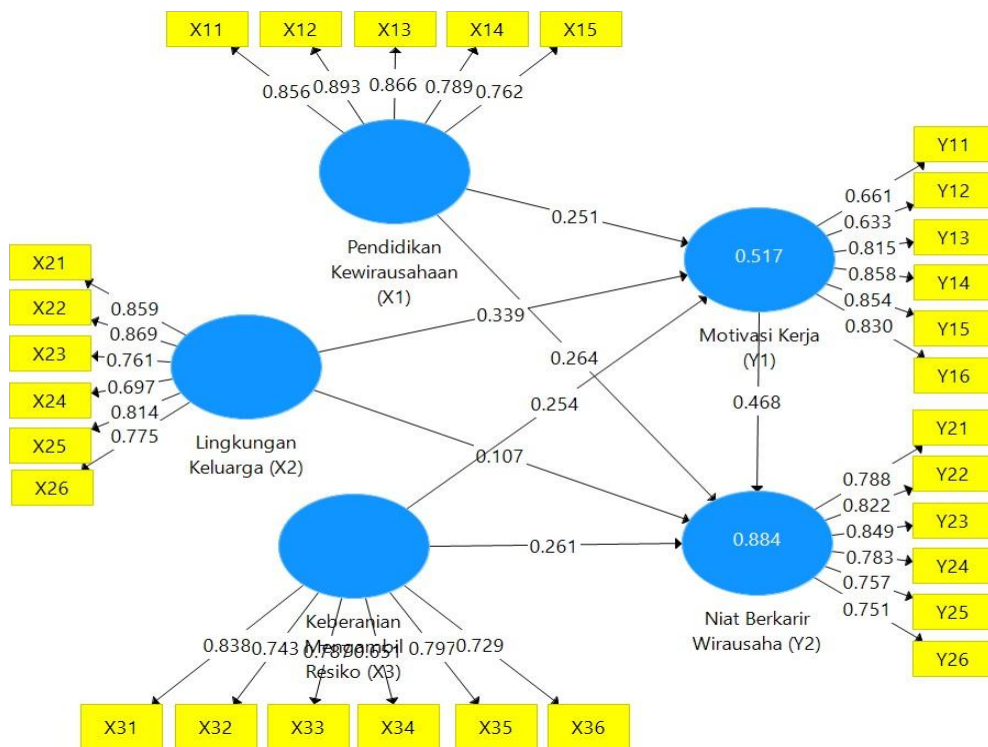 X11
X12
X13
X14
X15
0.856
0.893
0.866
0.789
0.762
Pendidikan
Kewirausahaan
(X1)
0.251
0.264
X21
X22
X23
X24
X25
X26
0.859
0.869
0.761
0.697
0.814
0.775
Lingkungan
Keluarga (X2)
0.339
0.107
0.254
0.261
Keberanian
Mengambil
Resiko (X3)
0.838
0.743
0.787
0.651
0.797
0.729
X31
X32
X33
X34
X35
X36
0.517
Motivasi Kerja
(Y1)
0.661
0.633
0.815
0.858
0.854
0.830
Y11
Y12
Y13
Y14
Y15
Y16
0.468
0.884
Niat Berkarir
Wirausaha (Y2)
0.788
0.822
0.849
0.783
0.757
0.751
Y21
Y22
Y23
Y24
Y25
Y26